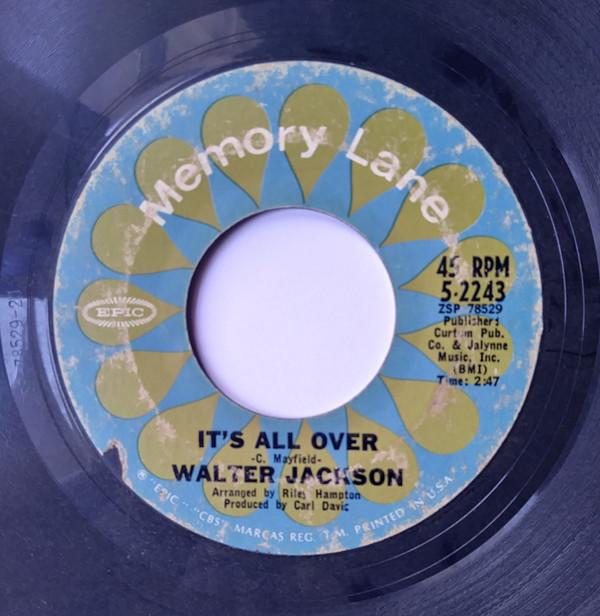 Memory Lane
EPIC
45 RPM
5-2243
ZSP 78529
Publisher:
Curtom Pub.
Co. & Jalynne
Music, Inc.
(BMI)
Time: 2:47
IT'S ALL OVER
-C. Mayfield-
WALTER JACKSON
Arranged by Riley Hampton
Produced by Carl Davis
® "EPIC", "CBS" MARCAS REG. T.M. PRINTED IN U.S.A.